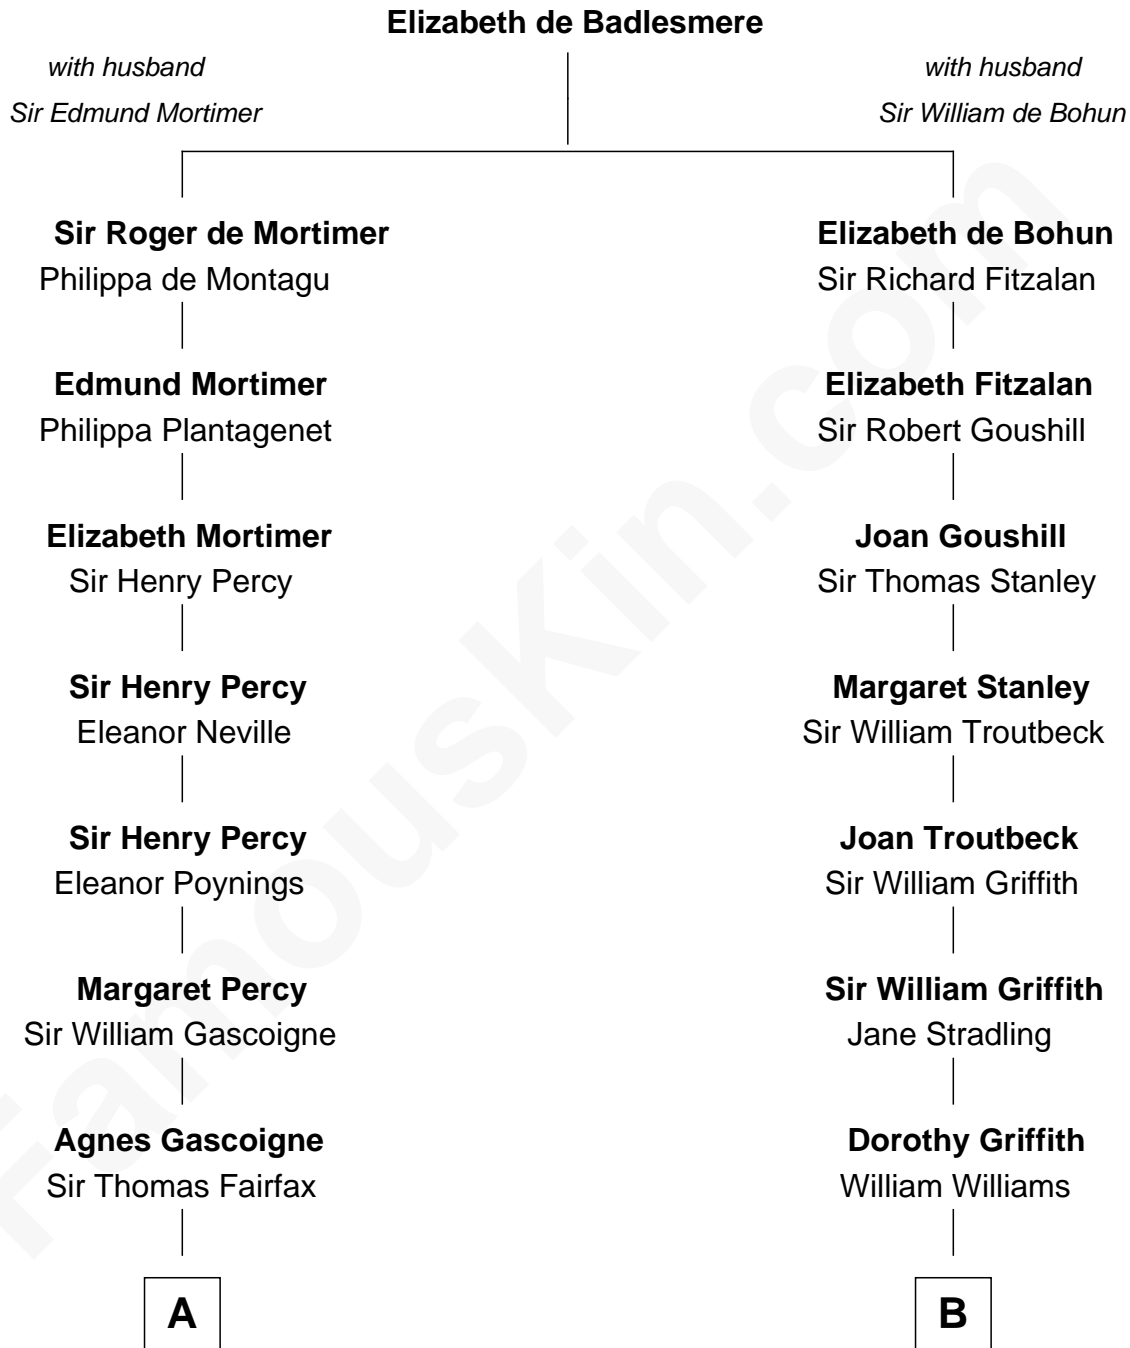 Elizabeth de Badlesmere
with husband
Sir Edmund Mortimer
with husband
Sir William de Bohun
Sir Roger de Mortimer
Philippa de Montagu
Elizabeth de Bohun
Sir Richard Fitzalan
Edmund Mortimer
Philippa Plantagenet
Elizabeth Fitzalan
Sir Robert Goushill
Elizabeth Mortimer
Sir Henry Percy
Joan Goushill
Sir Thomas Stanley
Sir Henry Percy
Eleanor Neville
Margaret Stanley
Sir William Troutbeck
Sir Henry Percy
Eleanor Poynings
Joan Troutbeck
Sir William Griffith
Margaret Percy
Sir William Gascoigne
Sir William Griffith
Jane Stradling
Agnes Gascoigne
Sir Thomas Fairfax
Dorothy Griffith
William Williams
A
B
FamousKin.com